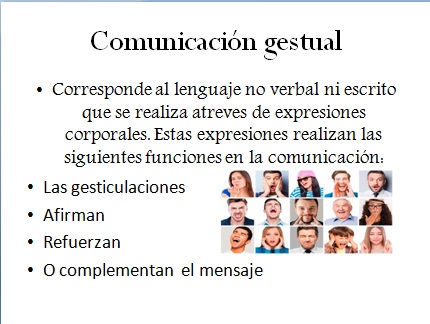 Comunicación gestual
• Corresponde al lenguaje no verbal ni escrito
que se realiza atreves de expresiones
corporales. Estas expresiones realizan las
siguientes funciones en la comunicación:
• Las gesticulaciones
• Afirman
• Refuerzan
• O complementan el mensaje